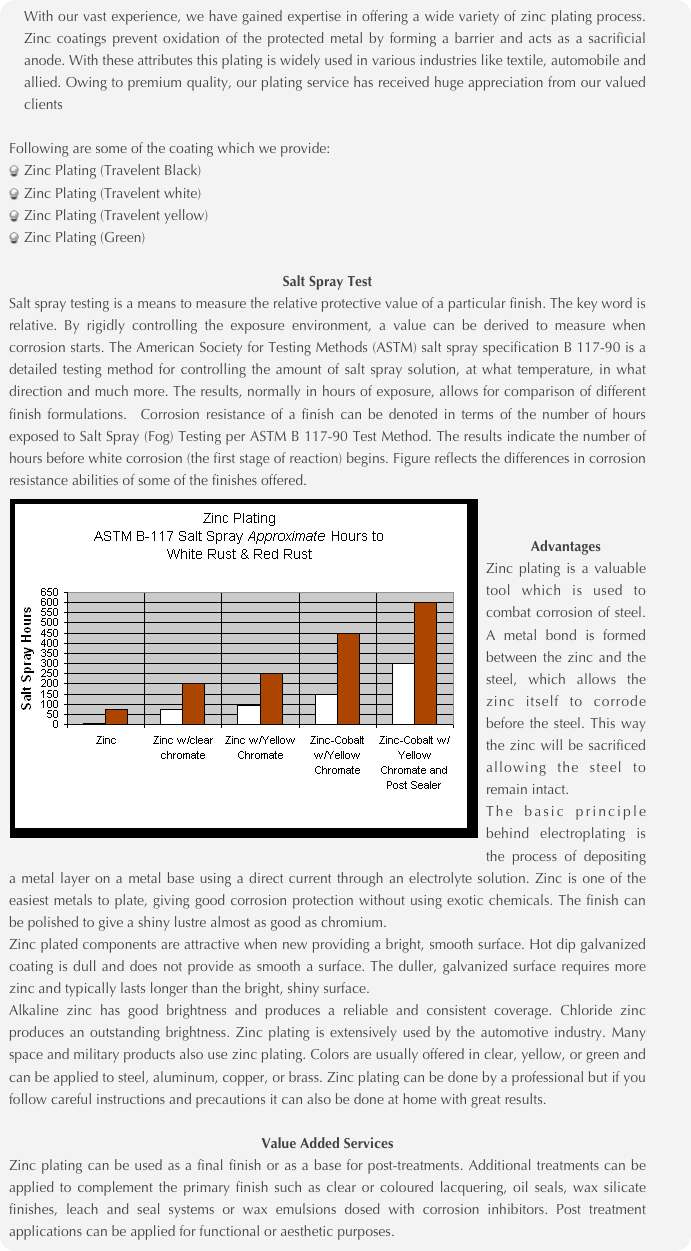 With our vast experience, we have gained expertise in offering a wide variety of zinc plating process.
Zinc coatings prevent oxidation of the protected metal by forming a barrier and acts as a sacrificial
anode. With these attributes this plating is widely used in various industries like textile, automobile and
allied. Owing to premium quality, our plating service has received huge appreciation from our valued
clients
Following are some of the coating which we provide:
Zinc Plating (Travelent Black)
Zinc Plating (Travelent white)
Zinc Plating (Travelent yellow)
Zinc Plating (Green)
Salt Spray Test
Salt spray testing is a means to measure the relative protective value of a particular finish. The key word is
relative. By rigidly controlling the exposure environment, a value can be derived to measure when
corrosion starts. The American Society for Testing Methods (ASTM) salt spray specification B 117-90 is a
detailed testing method for controlling the amount of salt spray solution, at what temperature, in what
direction and much more. The results, normally in hours of exposure, allows for comparison of different
finish formulations. Corrosion resistance of a finish can be denoted in terms of the number of hours
exposed to Salt Spray (Fog) Testing per ASTM B 117-90 Test Method. The results indicate the number of
hours before white corrosion (the first stage of reaction) begins. Figure reflects the differences in corrosion
resistance abilities of some of the finishes offered.
Zinc Plating
ASTM B-117 Salt Spray Approximate Hours to
White Rust & Red Rust
Salt Spray Hours
650
600
550
500
450
400
350
300
250
200
150
100
50
0
Zinc
Zinc w/clear
chromate
Zinc w/Yellow
Chromate
Zinc-Cobalt
w/Yellow
Chromate
Zinc-Cobalt w/
Yellow
Chromate and
Post Sealer
Advantages
Zinc plating is a valuable
tool which is used to
combat corrosion of steel.
A metal bond is formed
between the zinc and the
steel, which allows the
zinc itself to corrode
before the steel. This way
the zinc will be sacrificed
allowing the steel to
remain intact.
The basic principle
behind electroplating is
the process of depositing
a metal layer on a metal base using a direct current through an electrolyte solution. Zinc is one of the
easiest metals to plate, giving good corrosion protection without using exotic chemicals. The finish can
be polished to give a shiny lustre almost as good as chromium.
Zinc plated components are attractive when new providing a bright, smooth surface. Hot dip galvanized
coating is dull and does not provide as smooth a surface. The duller, galvanized surface requires more
zinc and typically lasts longer than the bright, shiny surface.
Alkaline zinc has good brightness and produces a reliable and consistent coverage. Chloride zinc
produces an outstanding brightness. Zinc plating is extensively used by the automotive industry. Many
space and military products also use zinc plating. Colors are usually offered in clear, yellow, or green and
can be applied to steel, aluminum, copper, or brass. Zinc plating can be done by a professional but if you
follow careful instructions and precautions it can also be done at home with great results.
Value Added Services
Zinc plating can be used as a final finish or as a base for post-treatments. Additional treatments can be
applied to complement the primary finish such as clear or coloured lacquering, oil seals, wax silicate
finishes, leach and seal systems or wax emulsions dosed with corrosion inhibitors. Post treatment
applications can be applied for functional or aesthetic purposes.